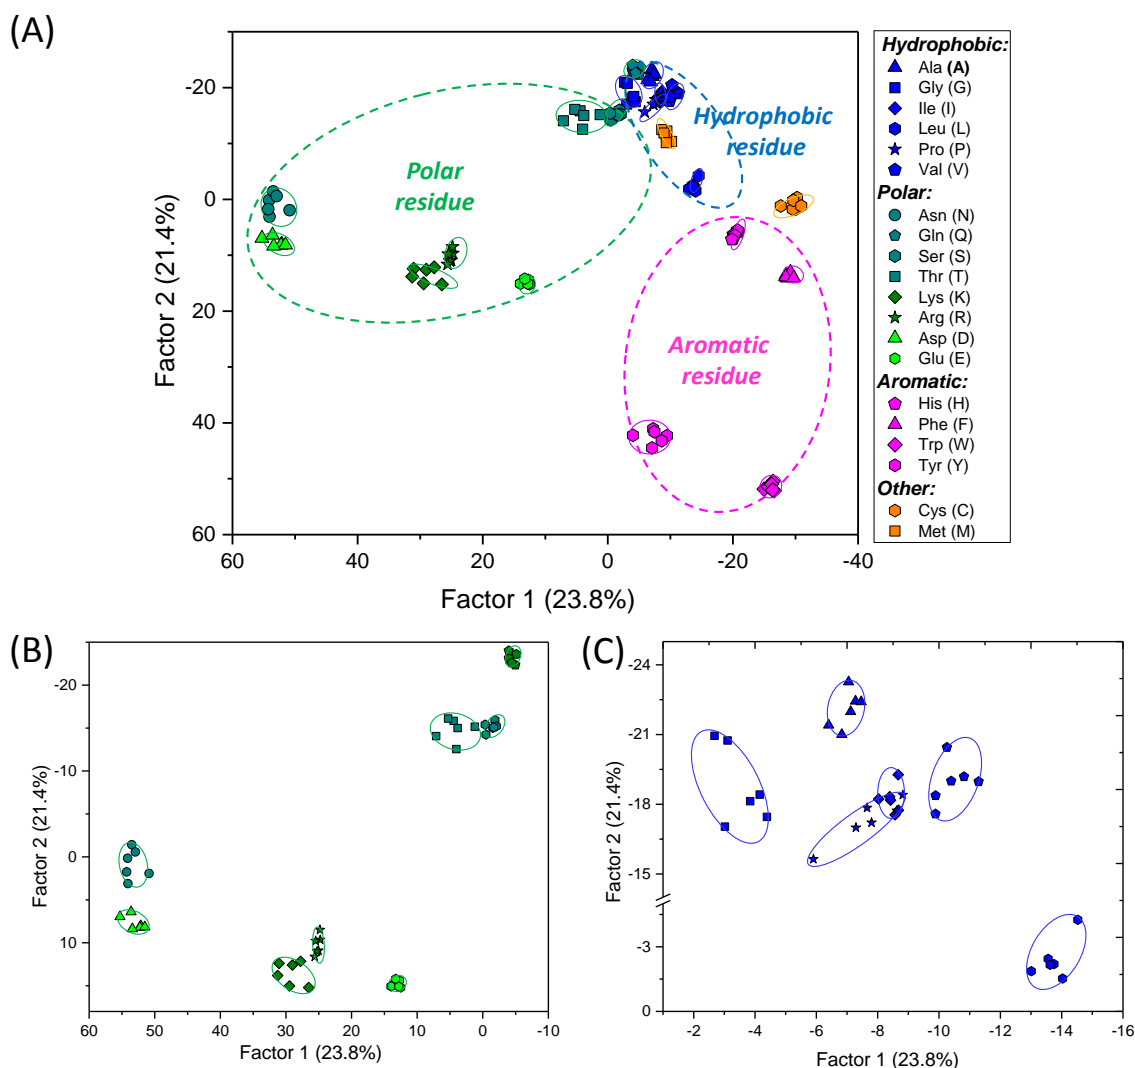 (A)
-20
0
20
40
60
60
40
20
0
-20
-40
Factor 2 (21.4%)
Factor 1 (23.8%)
Polar
residue
Hydrophobic
residue
Aromatic
residue
Hydrophobic:
Ala (A)
Gly (G)
Ile (I)
Leu (L)
Pro (P)
Val (V)
Polar:
Asn (N)
Gln (Q)
Ser (S)
Thr (T)
Lys (K)
Arg (R)
Asp (D)
Glu (E)
Aromatic:
His (H)
Phe (F)
Trp (W)
Tyr (Y)
Other:
Cys (C)
Met (M)
(B)
-20
-10
0
10
60
50
40
30
20
10
0
-10
Factor 2 (21.4%)
Factor 1 (23.8%)
(C)
-24
-21
-18
-15
-3
0
-2
-4
-6
-8
-10
-12
-14
-16
Factor 2 (21.4%)
Factor 1 (23.8%)